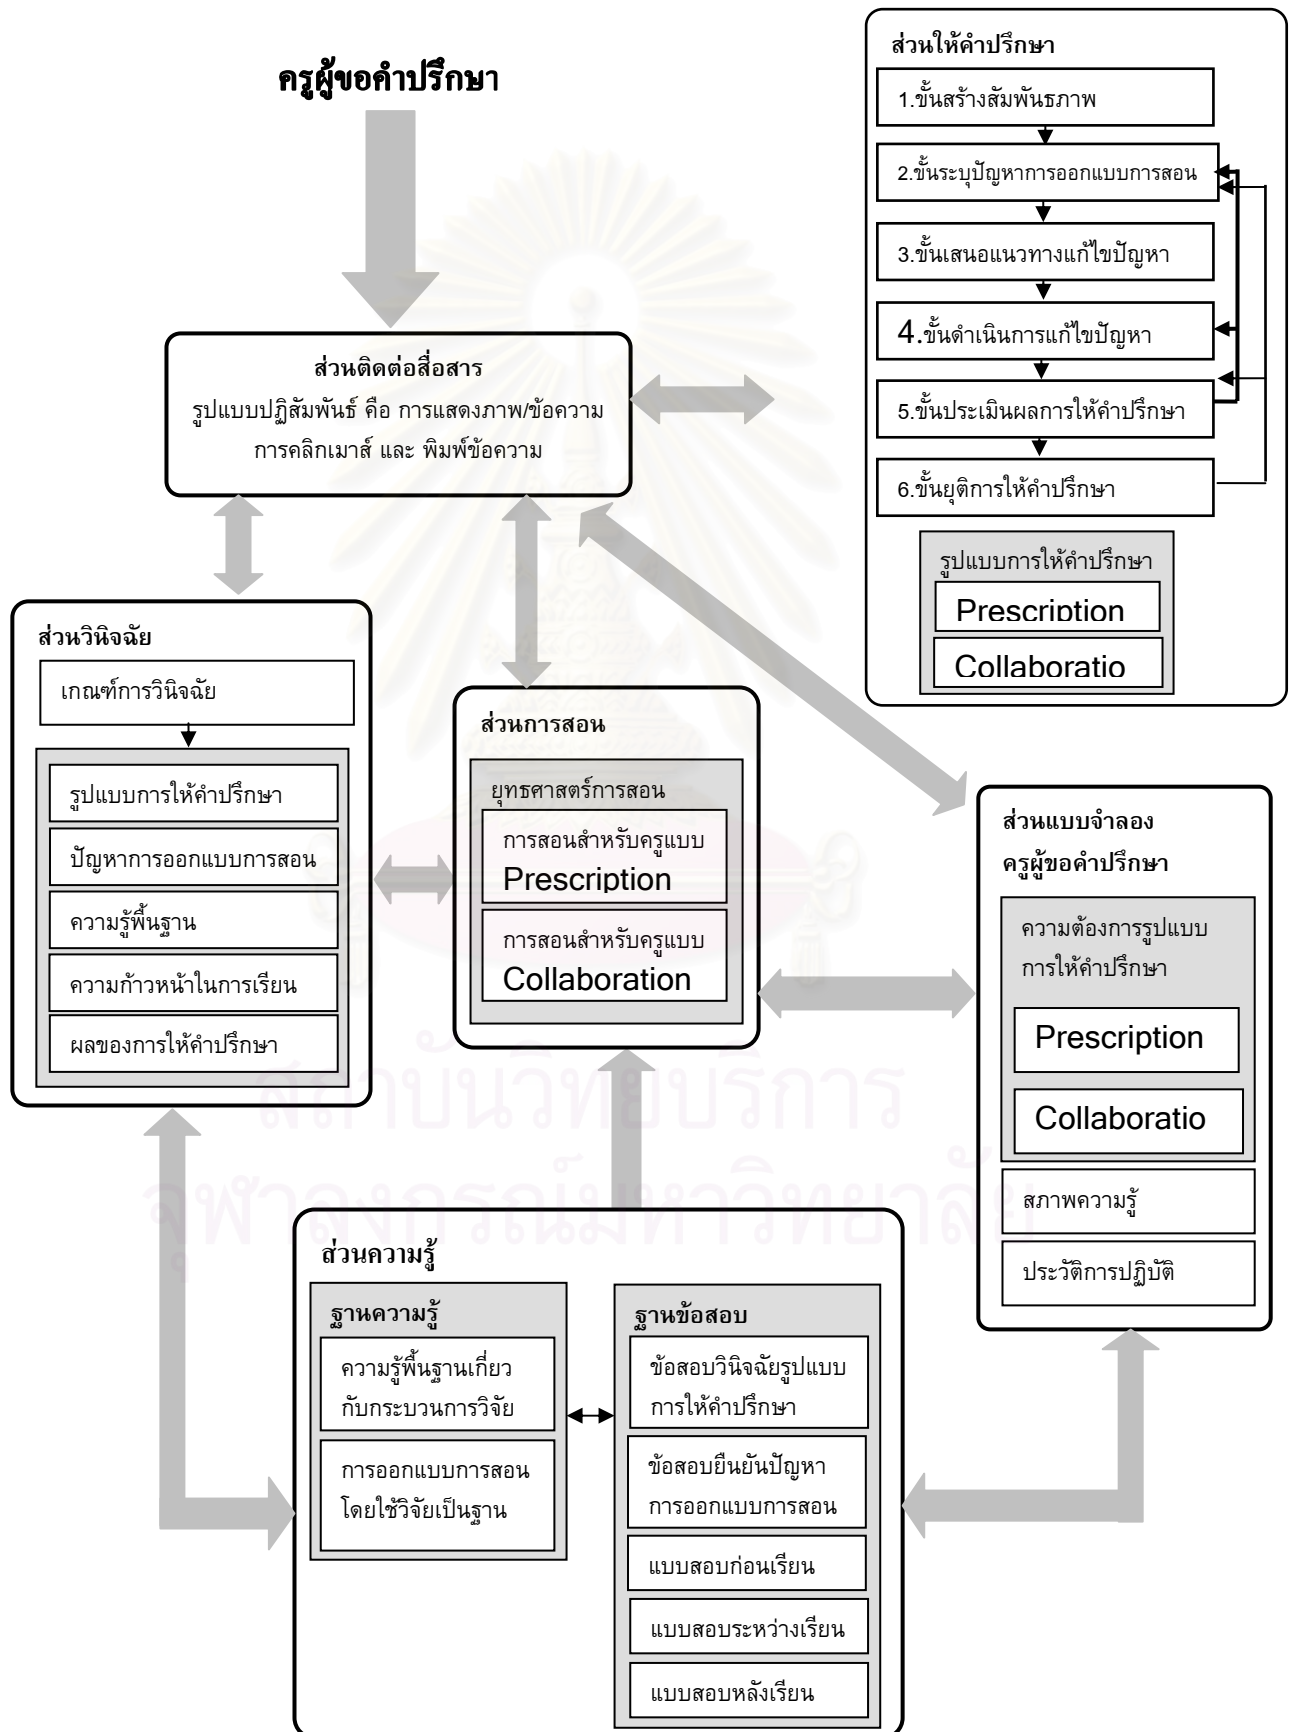 ครูผู้ขอคำปรึกษา
ส่วนให้คำปรึกษา
1.ขั้นสร้างสัมพันธภาพ
2.ขั้นระบุปัญหาการออกแบบการสอน
3.ขั้นเสนอแนวทางแก้ไขปัญหา
4.ขั้นดำเนินการแก้ไขปัญหา
5.ขั้นประเมินผลการให้คำปรึกษา
6.ขั้นยุติการให้คำปรึกษา
รูปแบบการให้คำปรึกษา
Prescription
Collaboratio
ส่วนติดต่อสื่อสาร
รูปแบบปฏิสัมพันธ์ คือ การแสดงภาพ/ข้อความ
การคลิกเมาส์ และ พิมพ์ข้อความ
ส่วนวินิจฉัย
เกณฑ์การวินิจฉัย
รูปแบบการให้คำปรึกษา
ปัญหาการออกแบบการสอน
ความรู้พื้นฐาน
ความก้าวหน้าในการเรียน
ผลของการให้คำปรึกษา
ส่วนการสอน
ยุทธศาสตร์การสอน
การสอนสำหรับครูแบบ
Prescription
การสอนสำหรับครูแบบ
Collaboration
ส่วนแบบจำลอง
ครูผู้ขอคำปรึกษา
ความต้องการรูปแบบ
การให้คำปรึกษา
Prescription
Collaboratio
สภาพความรู้
ประวัติการปฏิบัติ
สถาบันวิทยบริการ
จุฬาลงกรณ์มหาวิทยาลัย
ส่วนความรู้
ฐานความรู้
ความรู้พื้นฐานเกี่ยว
กับกระบวนการวิจัย
การออกแบบการสอน
โดยใช้วิจัยเป็นฐาน
ฐานข้อสอบ
ข้อสอบวินิจฉัยรูปแบบ
การให้คำปรึกษา
ข้อสอบยืนยันปัญหา
การออกแบบการสอน
แบบสอบก่อนเรียน
แบบสอบระหว่างเรียน
แบบสอบหลังเรียน